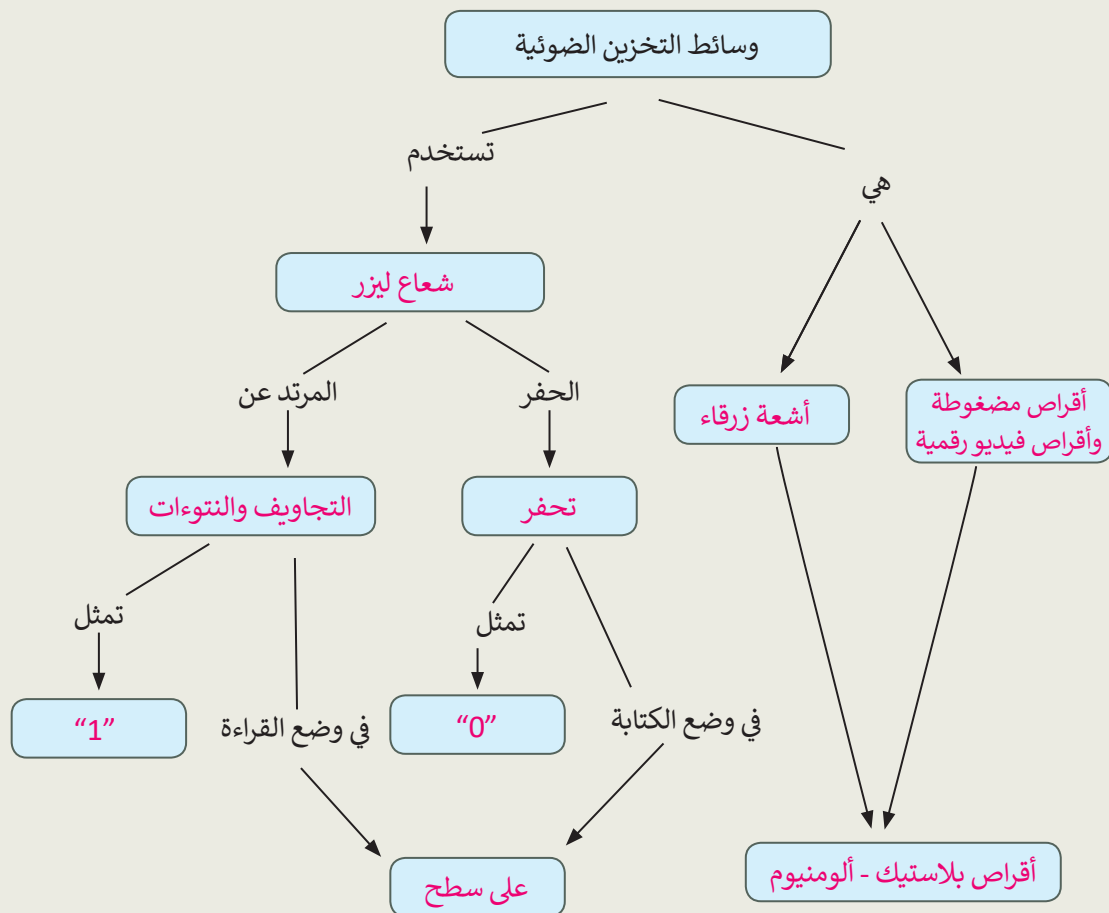 وسائط التخزين الضوئية
تستخدم
هي
شعاع ليزر
أقراص مضغوطة
وأقراص فيديو رقمية
أشعة زرقاء
الحفر
المرتد عن
تحفر
التجاويف والنتوءات
تمثل
تمثل
في وضع الكتابة
"0"
في وضع القراءة
"1"
أقراص بلاستيك - ألومنيوم
على سطح